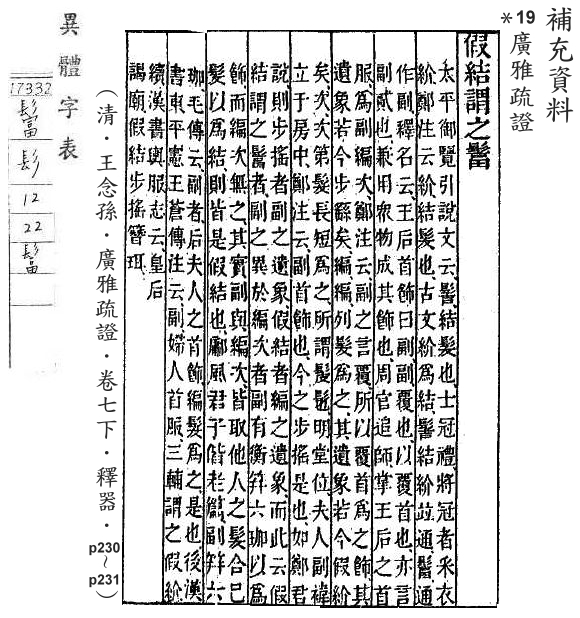 補充資料
*19
廣雅疏證
假結謂之
太平御覽引說文云髻結髮也士冠禮將冠者采衣
紒鄭注云紒結髮也古文紒爲結髻結紒竝通通
作副釋名云王后首飾曰副副覆也以覆首也亦言
副貳也兼用衆物成其飾也周官追師掌王后之首
服爲副編次鄭注云副之言覆所以覆首爲之飾其
遺象若今步繇矣編編列髮爲之其遺象若今假紒
矣次次第髮長短爲之所謂髲髢明堂位夫人副褘
立于房中鄭注云副首飾也今之步搖是也如鄭君
說則步搖者副之遺象假結者編之遺象而此云假
結謂之者副之異於編次者副有衡筓六珈以爲
飾而編次無之其實副與編次皆取他人之髮合己
髮以爲結則皆是假結也鄘風君子偕老篇副筓六
珈毛傳云副者后夫人之首飾編髮爲之是也後漢
書東平憲王蒼傳注云副婦人首服三輔謂之假紒
續漢書輿服志云皇后
謁廟假結步搖簪珥
（清．王念孫．廣雅疏證．卷七下．釋器．p230~p231）
異體字表
17332
髟
12
22